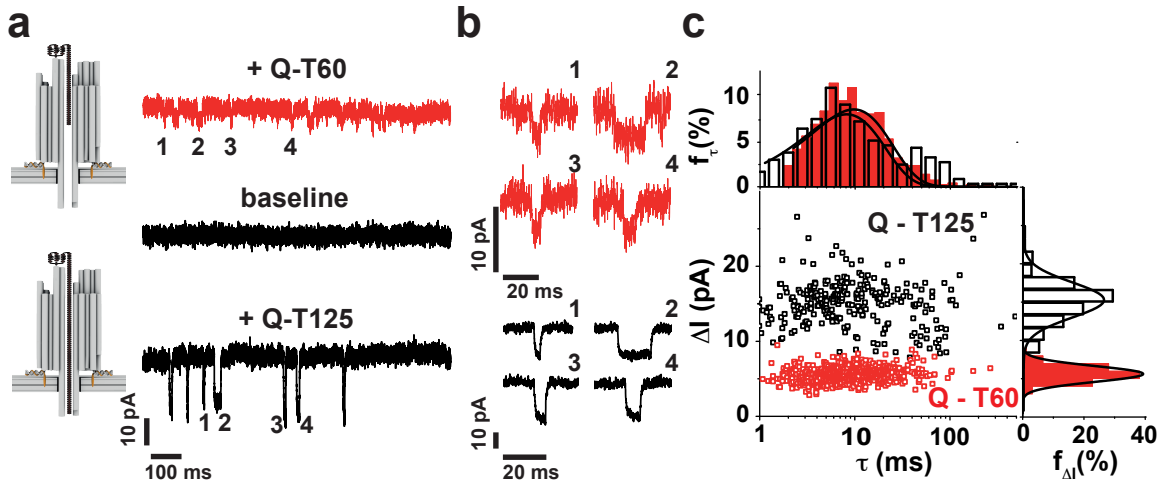 a
+ Q-T60
1 2 3 4
baseline
+ Q-T125
1 2 3 4
10 pA
100 ms
b
1 2
3 4
10 pA
20 ms
1 2
3 4
10 pA
20 ms
c
fτ(%)
10
5
0
Q - T125
Q - T60
ΔI (pA)
20
10
0
1 10 100
τ (ms)
0 20 40
fΔI(%)